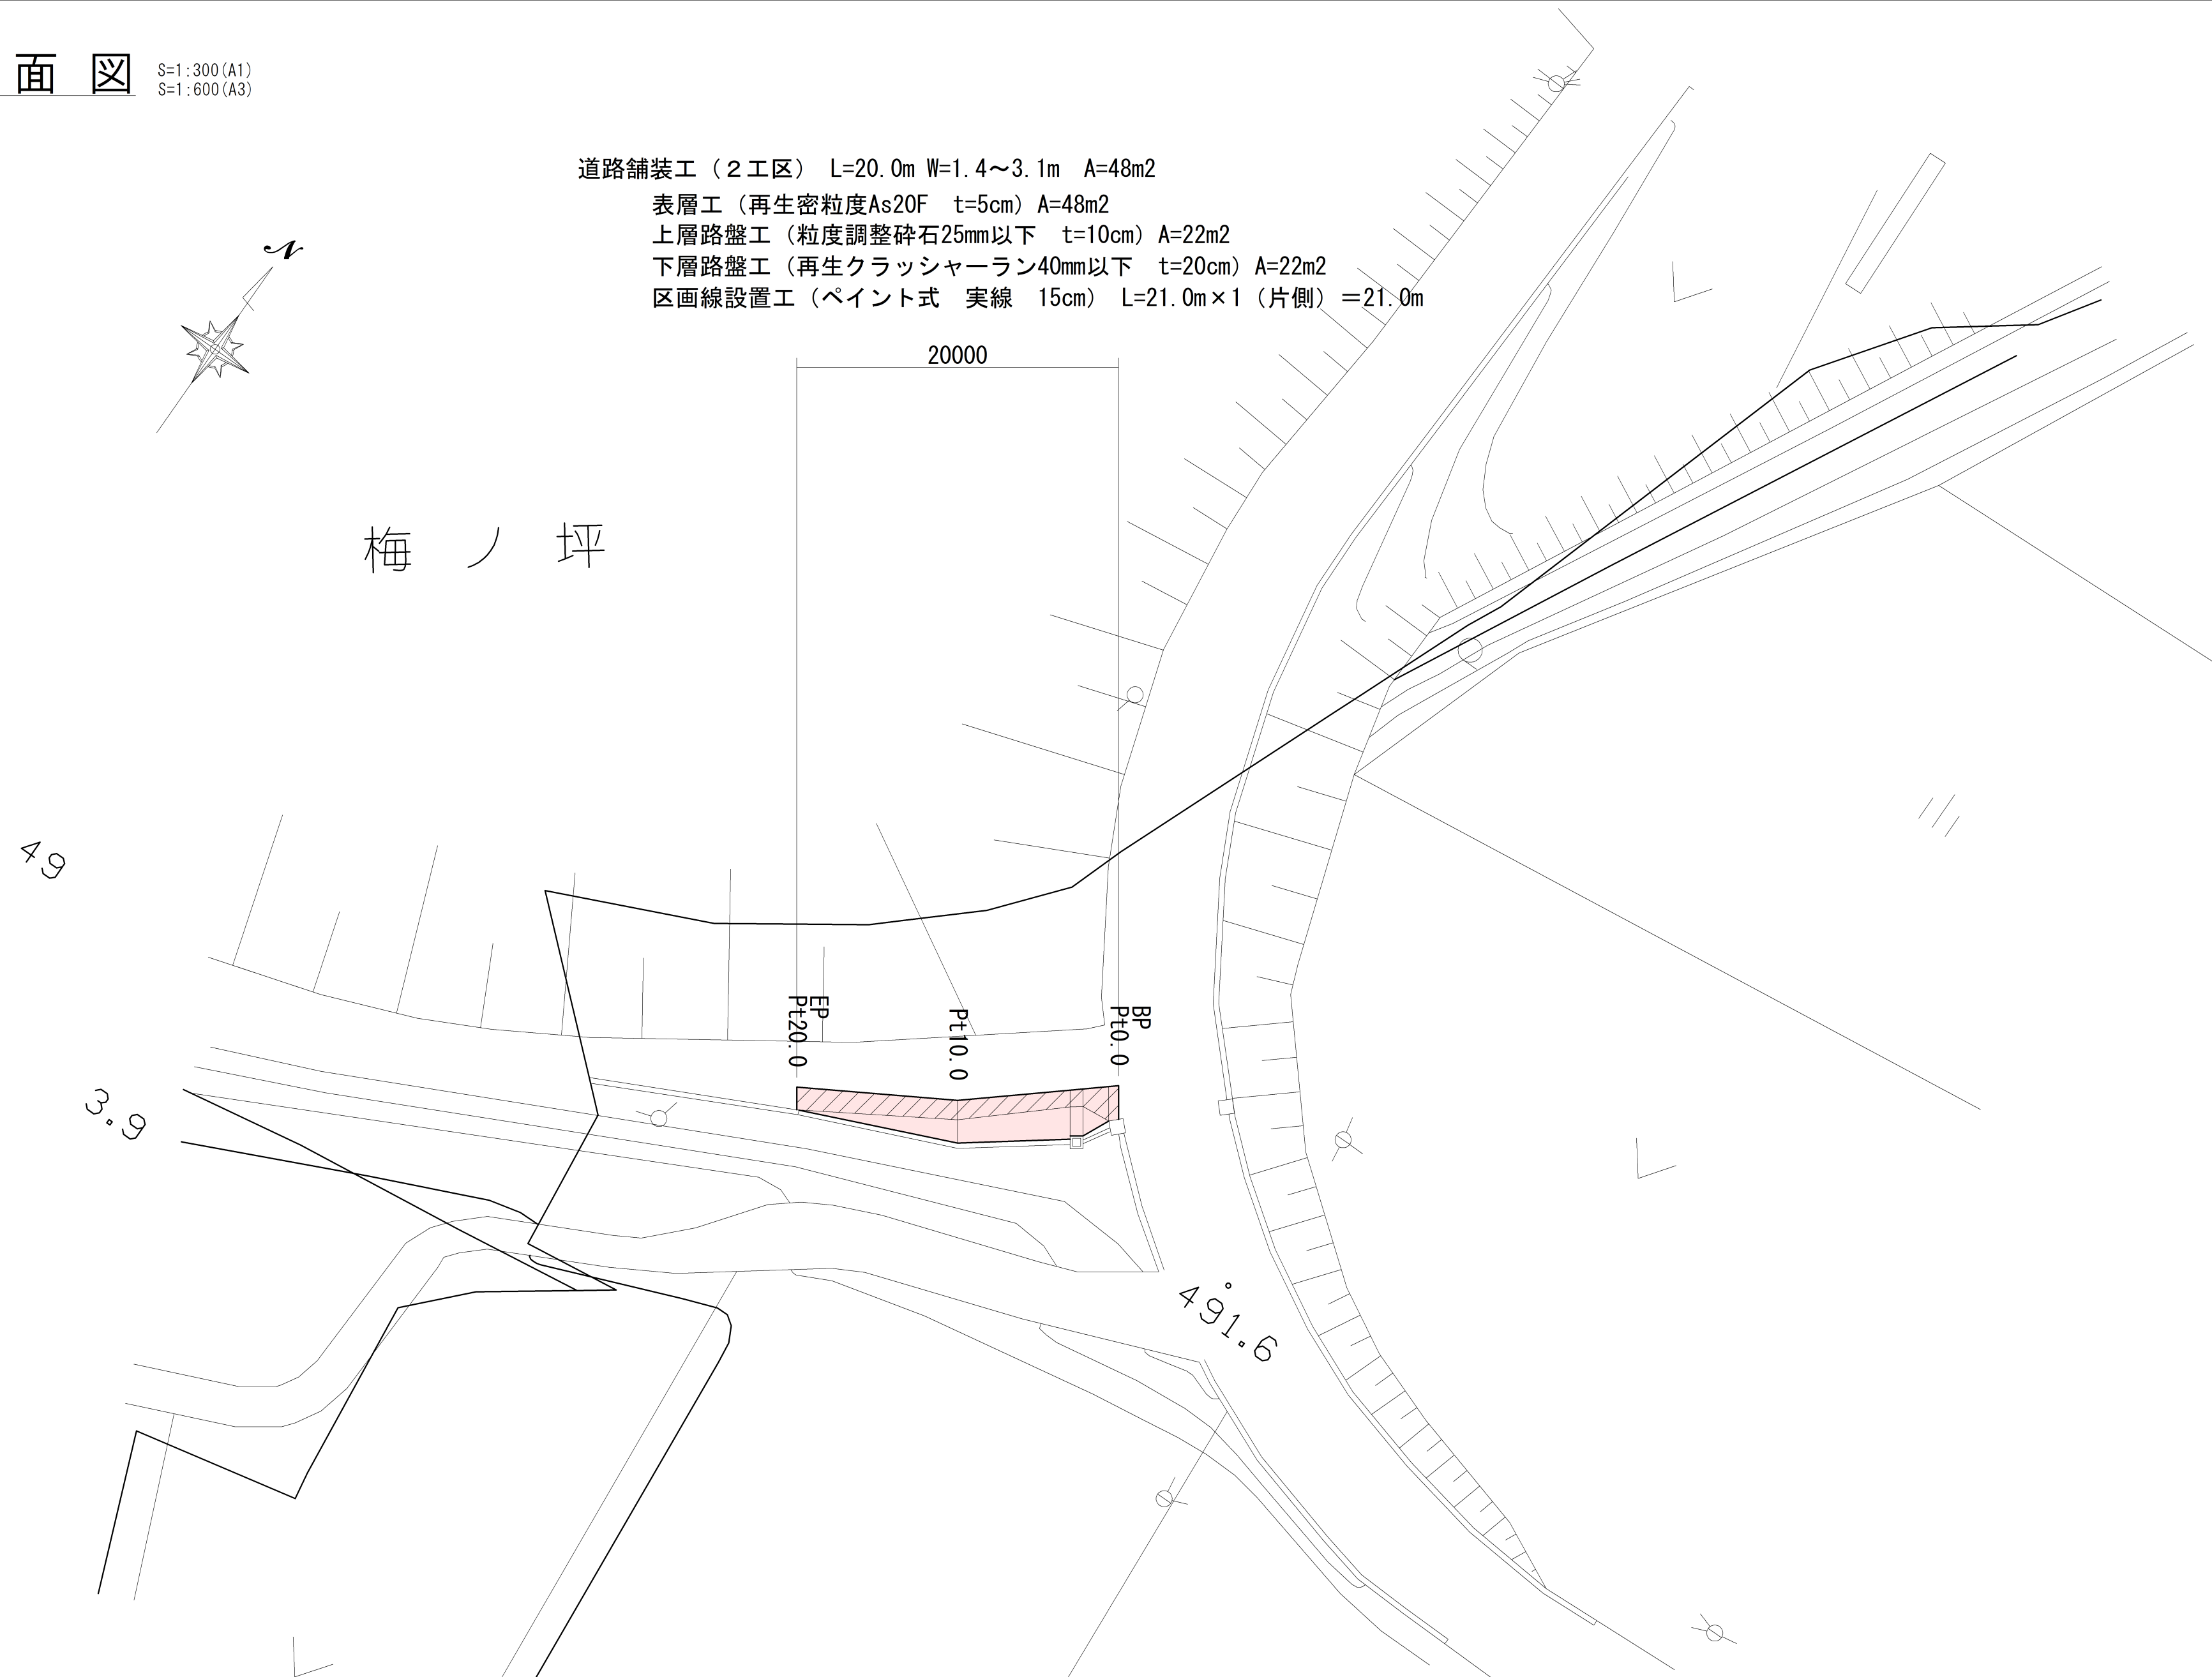 面 図
S=1:300(A1)
S=1:600(A3)
道路舗装工（２工区） L=20.0m W=1.4～3.1m A=48m2
表層工（再生密粒度As20F t=5cm）A=48m2
上層路盤工（粒度調整砕石25mm以下 t=10cm）A=22m2
下層路盤工（再生クラッシャーラン40mm以下 t=20cm）A=22m2
区画線設置工（ペイント式 実線 15cm） L=21.0m×1（片側）＝21.0m
N
20000
梅 ノ 坪
49
EP
Pt20.0
Pt10.0
BP
Pt0.0
3.9
491.6